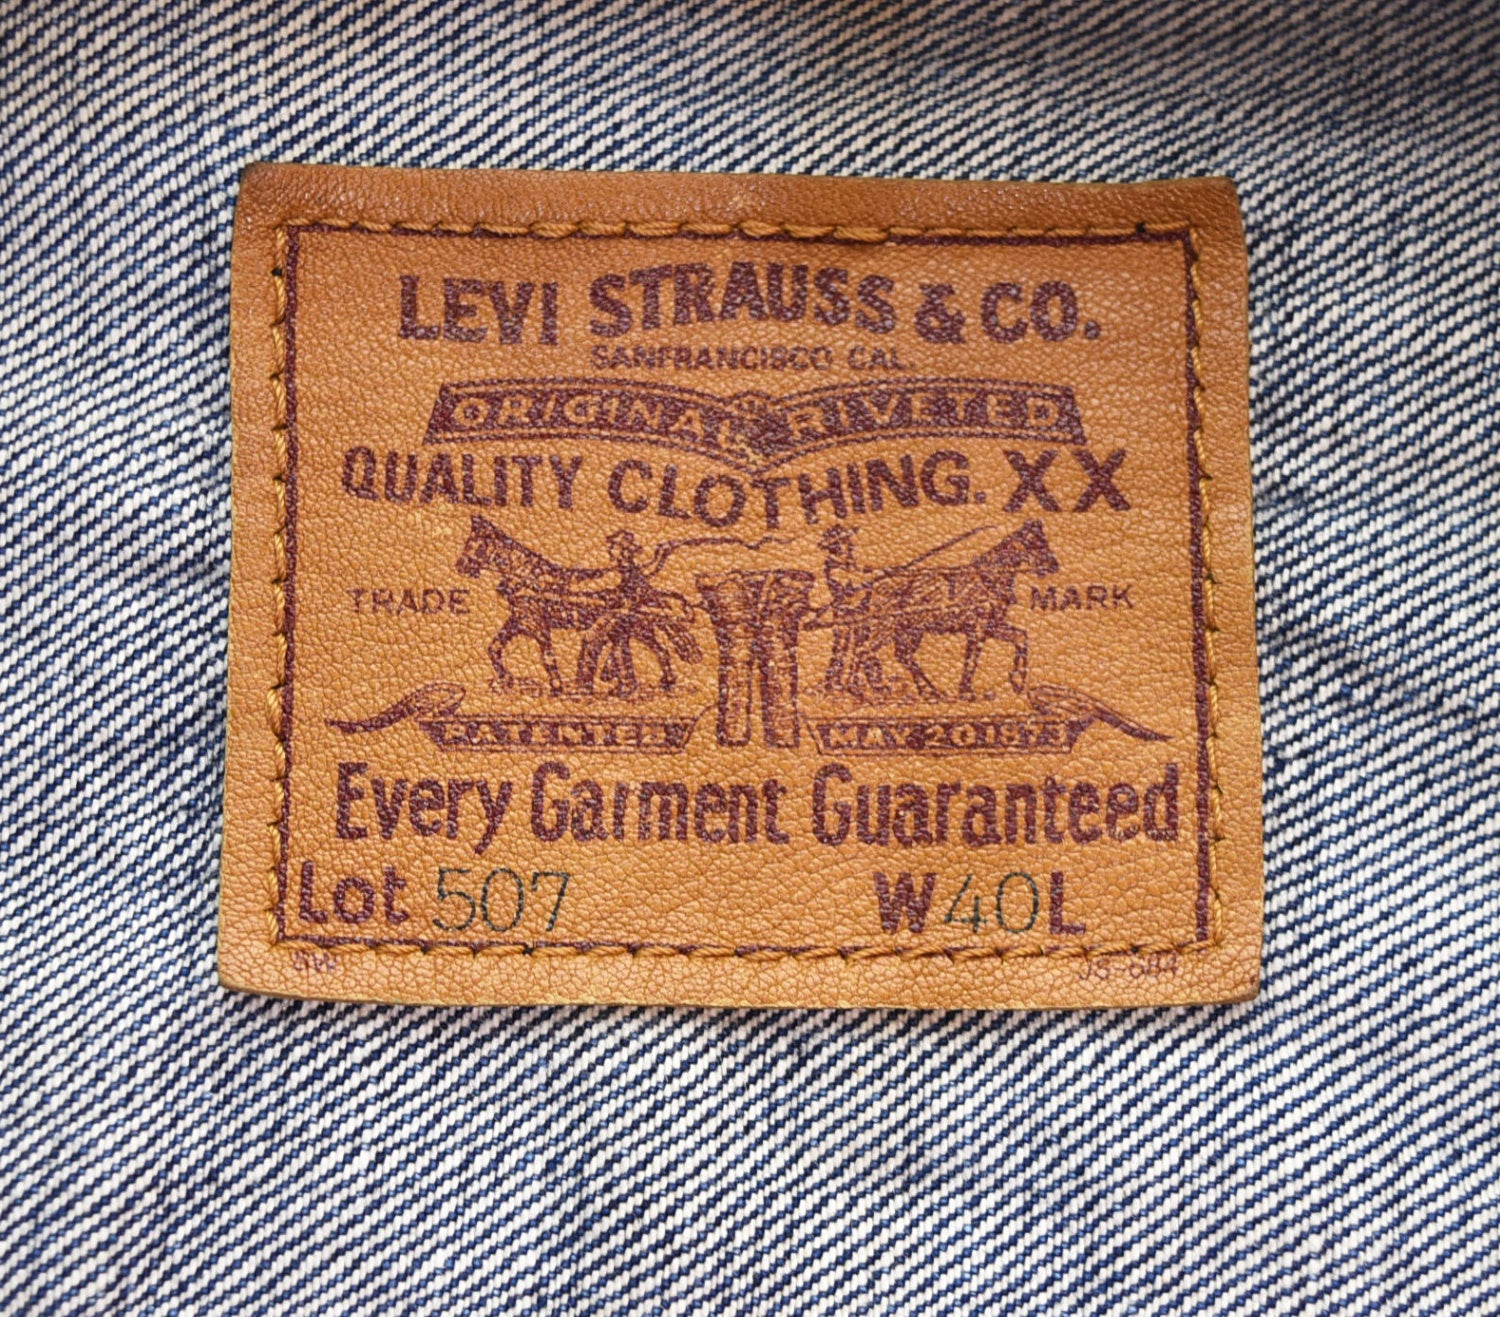 LEVI STRAUSS & CO.
SANFRANCISCO CAL.
ORIGINAL RIVETED
QUALITY CLOTHING. XX
TRADE MARK
PATENTED MAY 20 1873
Every Garment Guaranteed
Lot 507 W40L